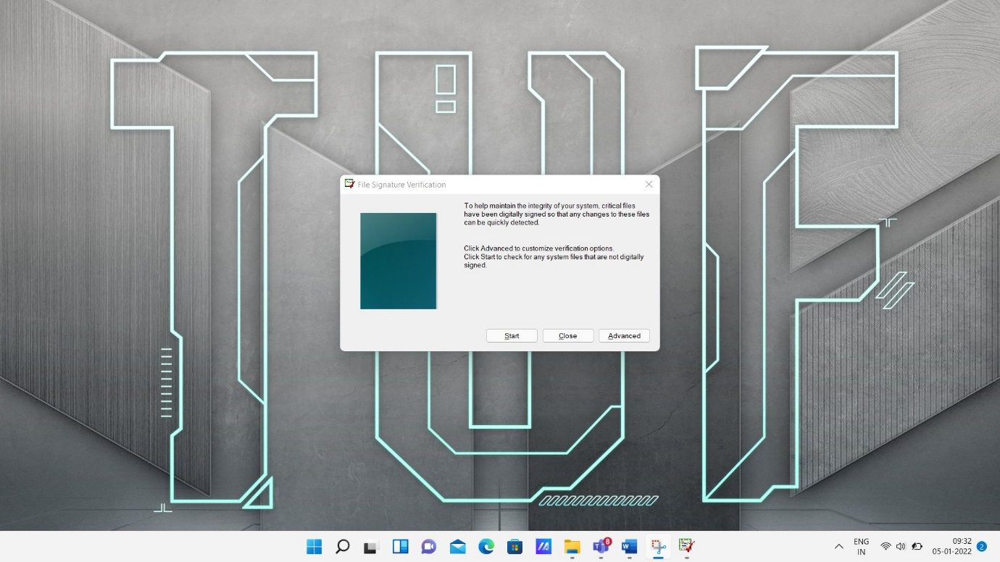 TUF
File Signature Verification
To help maintain the integrity of your system, critical files
have been digitally signed so that any changes to these files
can be quickly detected.
Click Advanced to customize verification options.
Click Start to check for any system files that are not digitally
signed.
Start
Close
Advanced
8
ENG
IN
09:32
05-01-2022
2